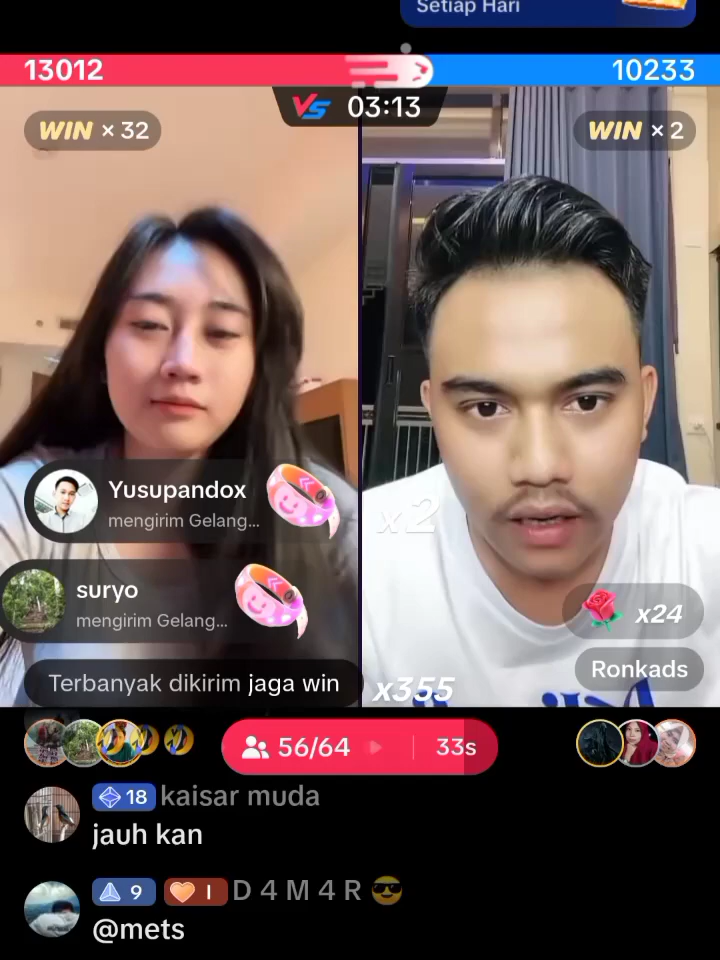 Setiap Hari
13012
10233
VS 03:13
WIN × 32
WIN × 2
Yusupandox
mengirim Gelang...
x2
suryo
mengirim Gelang...
x24
Ronkads
Terbanyak dikirim jaga win
x355
56/64
33s
18 kaisar muda
jauh kan
9 I D 4 M 4 R
@mets